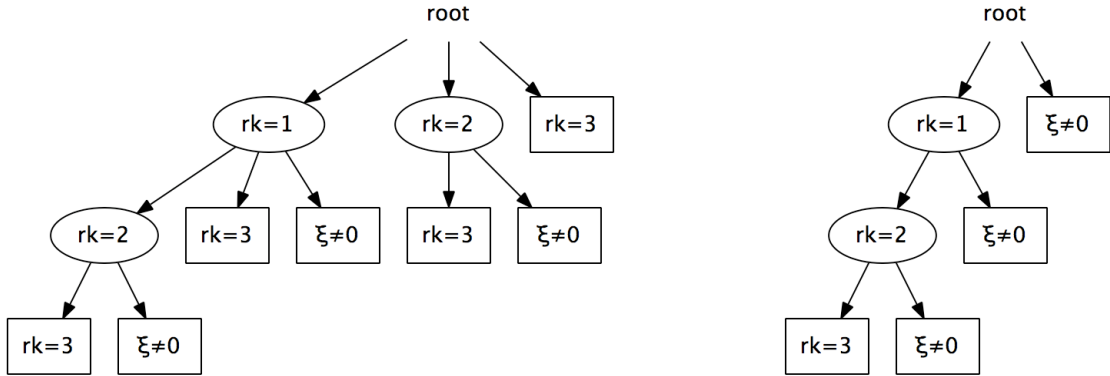 root root
rk=1 rk=2 rk=3 rk=1 ξ≠0
rk=2 rk=3 ξ≠0 rk=3 ξ≠0 rk=2 ξ≠0
rk=3 ξ≠0 rk=3 ξ≠0